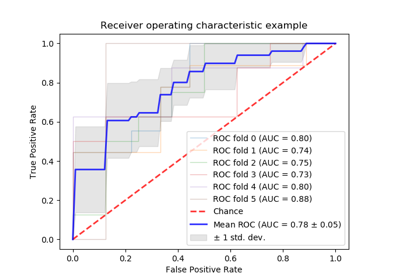 Receiver operating characteristic example
True Positive Rate
1.0
0.8
0.6
0.4
0.2
0.0
ROC fold 0 (AUC = 0.80)
ROC fold 1 (AUC = 0.74)
ROC fold 2 (AUC = 0.75)
ROC fold 3 (AUC = 0.73)
ROC fold 4 (AUC = 0.80)
ROC fold 5 (AUC = 0.88)
Chance
Mean ROC (AUC = 0.78 ± 0.05)
± 1 std. dev.
0.0 0.2 0.4 0.6 0.8 1.0
False Positive Rate